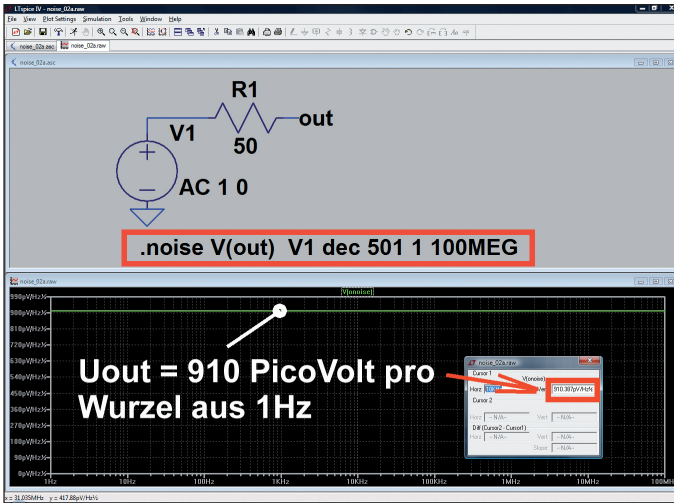 LTspice IV - noise_02a.raw
File View Plot Settings Simulation Tools Window Help
noise_02a.asc noise_02a.raw
noise_02a.asc
R1
out
V1
50
AC 1 0
.noise V(out) V1 dec 501 1 100MEG
noise_02a.raw
V(onoise)
990pV/Hz½
900pV/Hz½
810pV/Hz½
720pV/Hz½
630pV/Hz½
540pV/Hz½
450pV/Hz½
360pV/Hz½
270pV/Hz½
180pV/Hz½
90pV/Hz½
0pV/Hz½
Uout = 910 PicoVolt pro
Wurzel aus 1Hz
noise_02a.raw
Cursor 1
V(onoise)
Horz
910.387pV/Hz½
Cursor 2
Horz -- N/A-- Vert -- N/A--
Diff (Cursor2 - Cursor1)
Horz -- N/A-- Vert -- N/A--
Slope -- N/A--
1Hz 10Hz 100Hz 1KHz 10KHz 100KHz 1MHz 10MHz 100MHz
x = 31.035MHz y = 417.88pV/Hz½